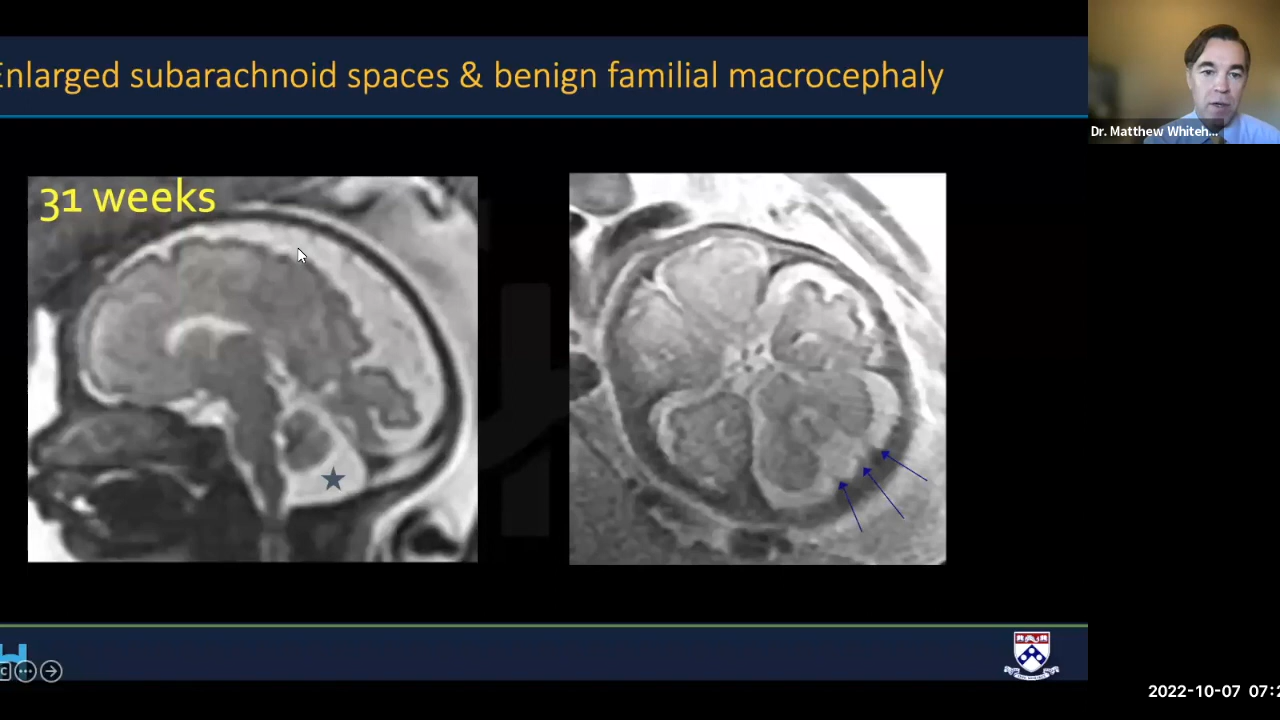 Enlarged subarachnoid spaces & benign familial macrocephaly
Dr. Matthew Whiteh...
31 weeks
2022-10-07 07:2